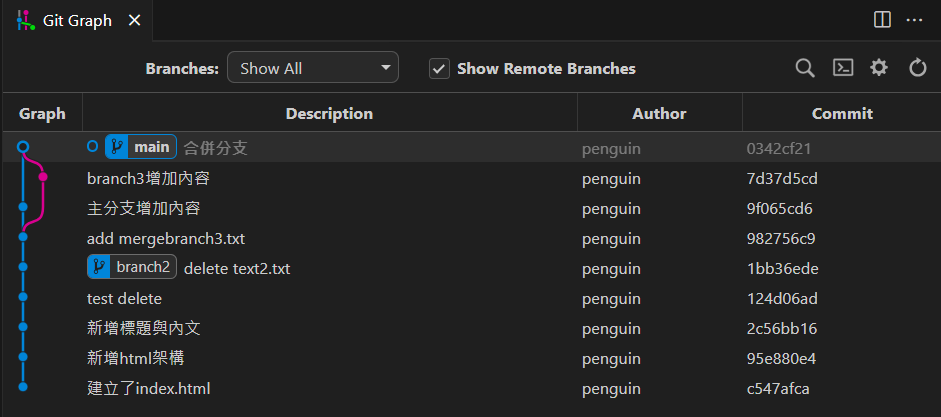 Git Graph
Branches: Show All Show Remote Branches
Graph Description Author Commit
main 合併分支 penguin 0342cf21
branch3增加內容 penguin 7d37d5cd
主分支增加內容 penguin 9f065cd6
add mergebranch3.txt penguin 982756c9
branch2 delete text2.txt penguin 1bb36ede
test delete penguin 124d06ad
新增標題與內文 penguin 2c56bb16
新增html架構 penguin 95e880e4
建立了index.html penguin c547afca